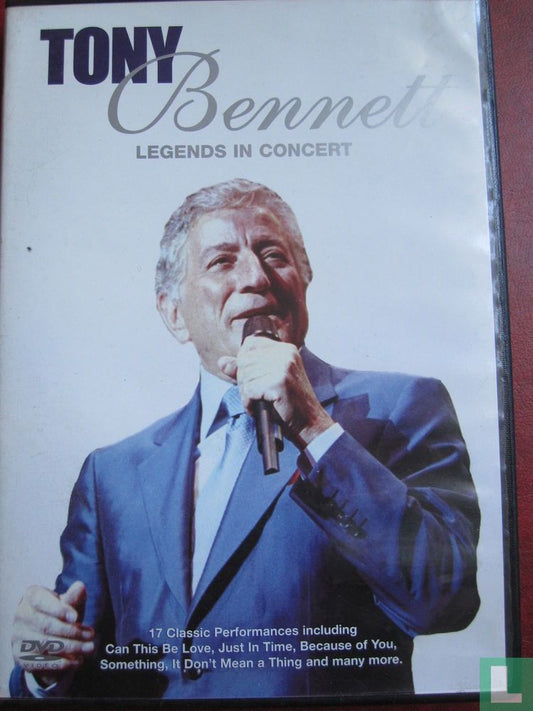 TONY
Bennett
LEGENDS IN CONCERT
17 Classic Performances including
Can This Be Love, Just In Time, Because of You,
Something, It Don't Mean a Thing and many more.
DVD
VIDEO
L